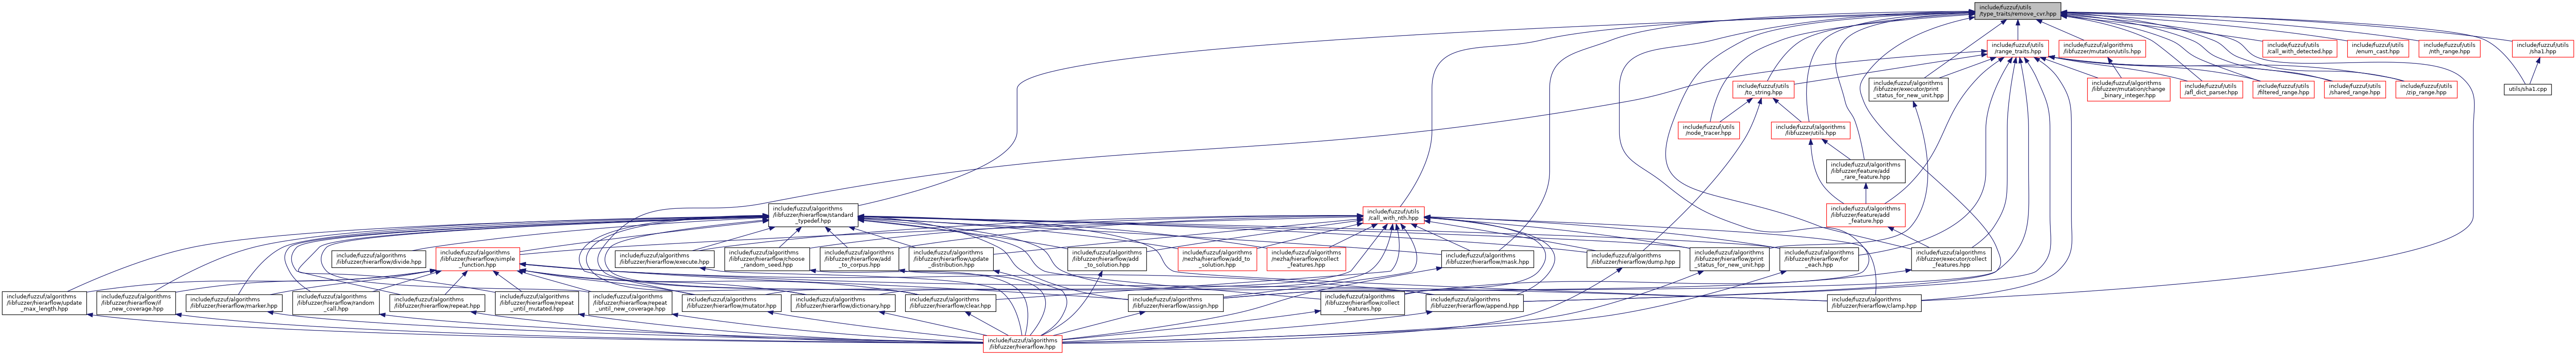 include/fuzzuf/utils
/type_traits/remove_cvr.hpp
include/fuzzuf/utils
/range_traits.hpp
include/fuzzuf/algorithms
/libfuzzer/mutation/utils.hpp
include/fuzzuf/utils
/call_with_detected.hpp
include/fuzzuf/utils
/enum_cast.hpp
include/fuzzuf/utils
/nth_range.hpp
include/fuzzuf/utils
/sha1.hpp
include/fuzzuf/utils
/to_string.hpp
include/fuzzuf/algorithms
/libfuzzer/executor/print
_status_for_new_unit.hpp
include/fuzzuf/algorithms
/libfuzzer/mutation/change
_binary_integer.hpp
include/fuzzuf/utils
/afl_dict_parser.hpp
include/fuzzuf/utils
/filtered_range.hpp
include/fuzzuf/utils
/shared_range.hpp
include/fuzzuf/utils
/zip_range.hpp
utils/sha1.cpp
include/fuzzuf/utils
/node_tracer.hpp
include/fuzzuf/algorithms
/libfuzzer/utils.hpp
include/fuzzuf/algorithms
/libfuzzer/feature/add
_rare_feature.hpp
include/fuzzuf/algorithms
/libfuzzer/hierarflow/standard
_typedef.hpp
include/fuzzuf/utils
/call_with_nth.hpp
include/fuzzuf/algorithms
/libfuzzer/feature/add
_feature.hpp
include/fuzzuf/algorithms
/libfuzzer/hierarflow/divide.hpp
include/fuzzuf/algorithms
/libfuzzer/hierarflow/simple
_function.hpp
include/fuzzuf/algorithms
/libfuzzer/hierarflow/execute.hpp
include/fuzzuf/algorithms
/libfuzzer/hierarflow/choose
_random_seed.hpp
include/fuzzuf/algorithms
/libfuzzer/hierarflow/add
_to_corpus.hpp
include/fuzzuf/algorithms
/libfuzzer/hierarflow/update
_distribution.hpp
include/fuzzuf/algorithms
/libfuzzer/hierarflow/add
_to_solution.hpp
include/fuzzuf/algorithms
/nezha/hierarflow/add_to
_solution.hpp
include/fuzzuf/algorithms
/nezha/hierarflow/collect
_features.hpp
include/fuzzuf/algorithms
/libfuzzer/hierarflow/mask.hpp
include/fuzzuf/algorithms
/libfuzzer/hierarflow/dump.hpp
include/fuzzuf/algorithms
/libfuzzer/hierarflow/print
_status_for_new_unit.hpp
include/fuzzuf/algorithms
/libfuzzer/hierarflow/for
_each.hpp
include/fuzzuf/algorithms
/libfuzzer/executor/collect
_features.hpp
include/fuzzuf/algorithms
/libfuzzer/hierarflow/update
_max_length.hpp
include/fuzzuf/algorithms
/libfuzzer/hierarflow/if
_new_coverage.hpp
include/fuzzuf/algorithms
/libfuzzer/hierarflow/marker.hpp
include/fuzzuf/algorithms
/libfuzzer/hierarflow/random
_call.hpp
include/fuzzuf/algorithms
/libfuzzer/hierarflow/repeat.hpp
include/fuzzuf/algorithms
/libfuzzer/hierarflow/repeat
_until_mutated.hpp
include/fuzzuf/algorithms
/libfuzzer/hierarflow/repeat
_until_new_coverage.hpp
include/fuzzuf/algorithms
/libfuzzer/hierarflow/mutator.hpp
include/fuzzuf/algorithms
/libfuzzer/hierarflow/dictionary.hpp
include/fuzzuf/algorithms
/libfuzzer/hierarflow/clear.hpp
include/fuzzuf/algorithms
/libfuzzer/hierarflow/assign.hpp
include/fuzzuf/algorithms
/libfuzzer/hierarflow/collect
_features.hpp
include/fuzzuf/algorithms
/libfuzzer/hierarflow/append.hpp
include/fuzzuf/algorithms
/libfuzzer/hierarflow/clamp.hpp
include/fuzzuf/algorithms
/libfuzzer/hierarflow.hpp